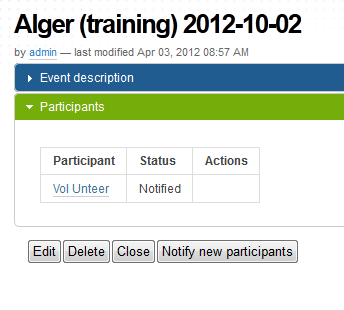 Alger (training) 2012-10-02
by admin — last modified Apr 03, 2012 08:57 AM
Event description
Participants
Participant Status Actions
Vol Unteer Notified
Edit Delete Close Notify new participants